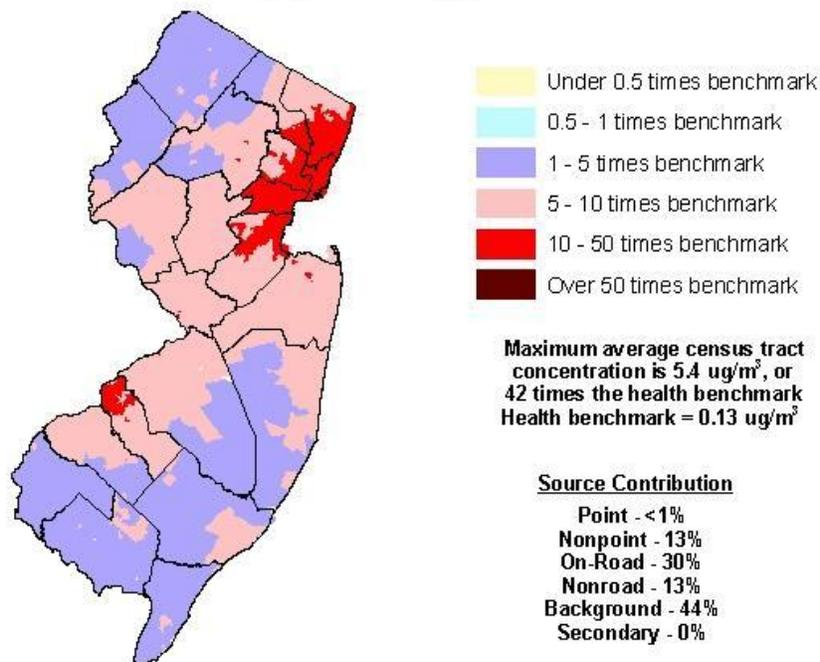 Under 0.5 times benchmark
0.5 - 1 times benchmark
1 - 5 times benchmark
5 - 10 times benchmark
10 - 50 times benchmark
Over 50 times benchmark
Maximum average census tract
concentration is 5.4 ug/m³, or
42 times the health benchmark
Health benchmark = 0.13 ug/m³
Source Contribution
Point - <1%
Nonpoint - 13%
On-Road - 30%
Nonroad - 13%
Background - 44%
Secondary - 0%